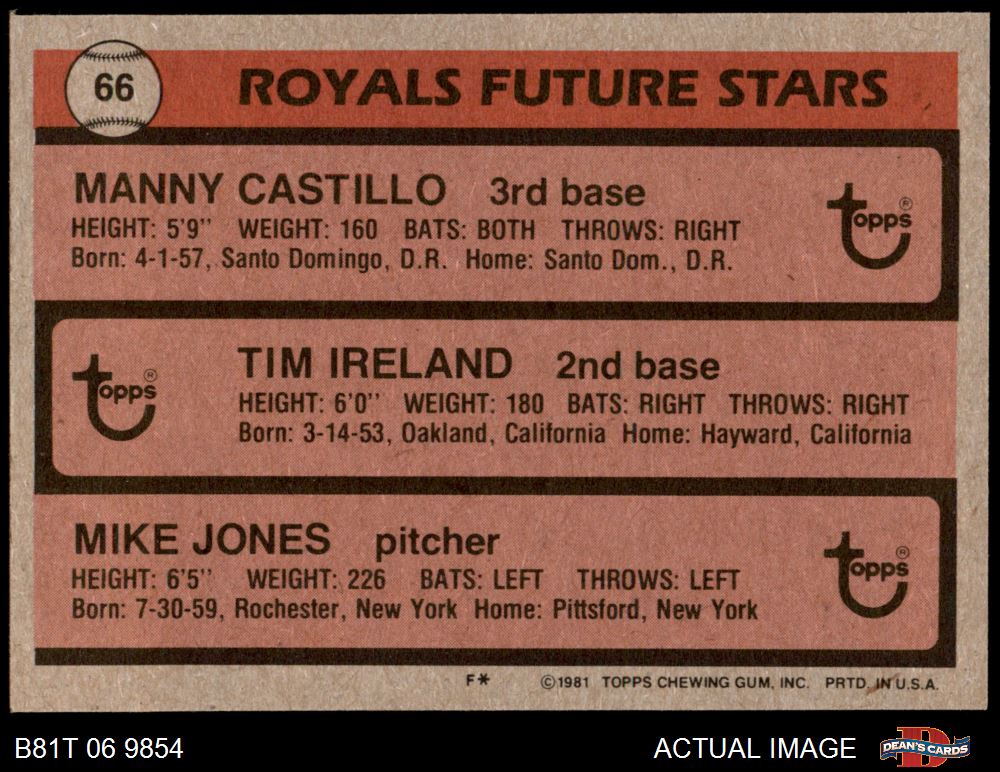 66
ROYALS FUTURE STARS
MANNY CASTILLO 3rd base
HEIGHT: 5'9" WEIGHT: 160 BATS: BOTH THROWS: RIGHT
Born: 4-1-57, Santo Domingo, D.R. Home: Santo Dom., D.R.
Topps®
TIM IRELAND 2nd base
HEIGHT: 6'0" WEIGHT: 180 BATS: RIGHT THROWS: RIGHT
Born: 3-14-53, Oakland, California Home: Hayward, California
Topps®
MIKE JONES pitcher
HEIGHT: 6'5" WEIGHT: 226 BATS: LEFT THROWS: LEFT
Born: 7-30-59, Rochester, New York Home: Pittsford, New York
Topps®
F* ©1981 TOPPS CHEWING GUM, INC. PRTD. IN U.S.A.
B81T 06 9854 ACTUAL IMAGE
DEAN'S CARDS